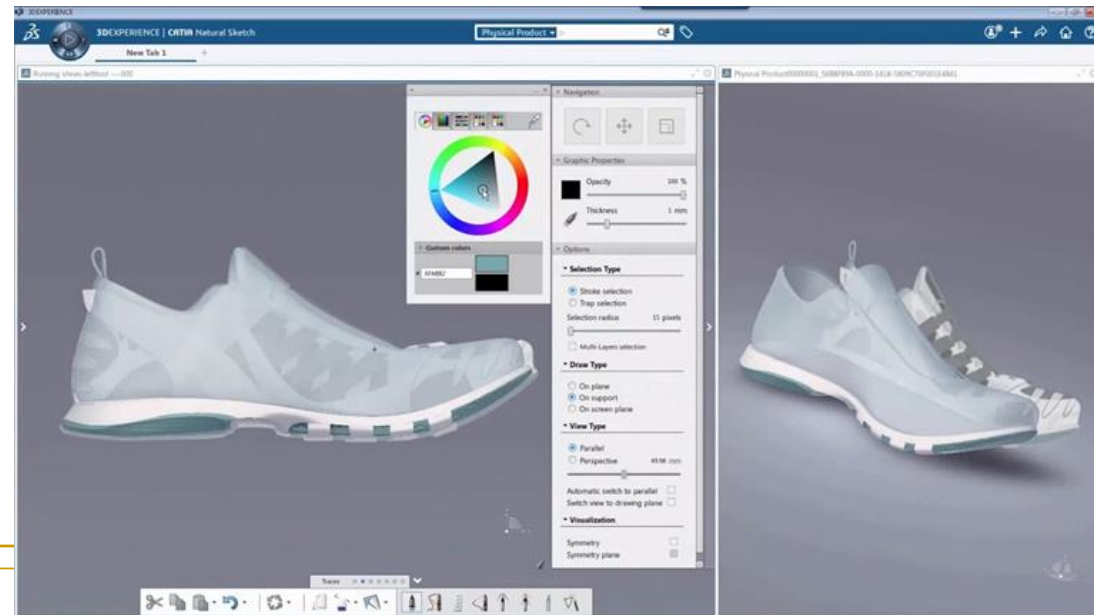 3DEXPERIENCE
3DEXPERIENCE | CATIA Natural Sketch
Physical Product
New Tab 1
Navigation
Graphic Properties
Opacity 100 %
Thickness 1 mm
Custom colors
Options
Selection Type
Stroke selection
Trap selection
Selection radius 15 pixels
Multi-Layers selection
Draw Type
On plane
On support
On screen plane
View Type
Parallel
Perspective 49.98 mm
Automatic switch to parallel
Switch view to drawing plane
Visualization
Symmetry
Symmetry plane
Traces